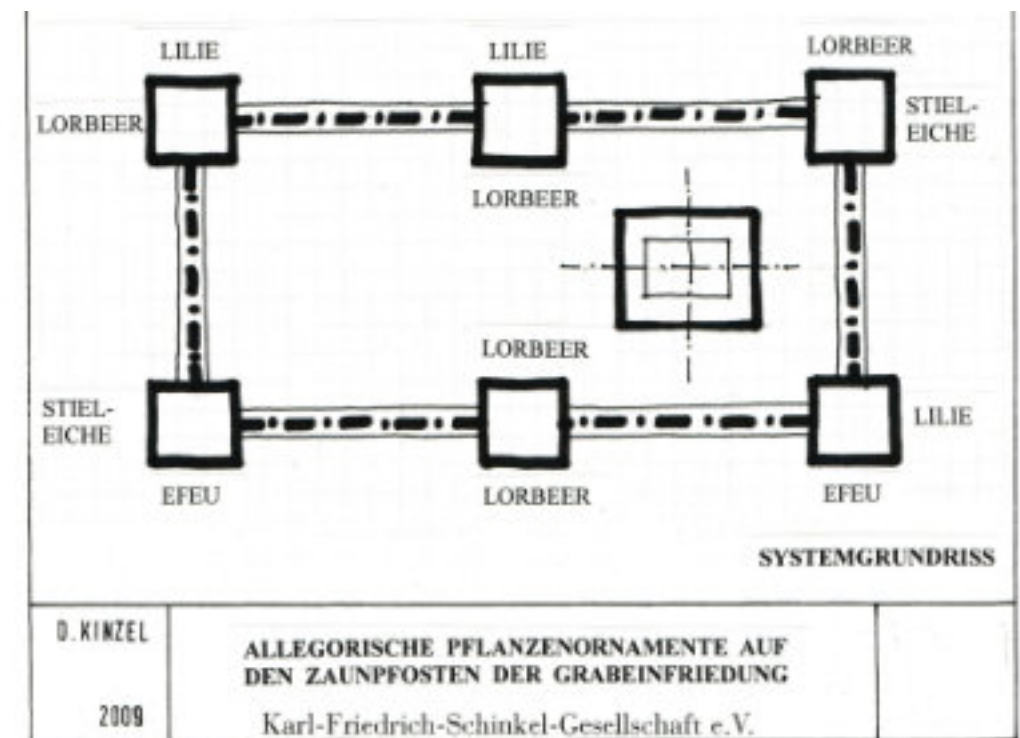 LILIE
LILIE
LORBEER
LORBEER
STIEL-
EICHE
LORBEER
LORBEER
STIEL-
EICHE
LILIE
EFEU
LORBEER
EFEU
SYSTEMGRUNDRISS
D. KINZEL
2009
ALLEGORISCHE PFLANZENORNAMENTE AUF
DEN ZAUNPFOSTEN DER GRABEINFRIEDUNG
Karl-Friedrich-Schinkel-Gesellschaft e.V.